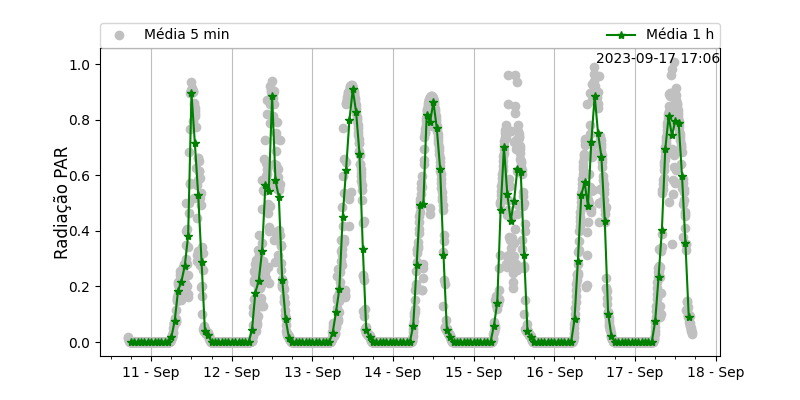 Média 5 min
Média 1 h
2023-09-17 17:06
Radiação PAR
1.0
0.8
0.6
0.4
0.2
0.0
11 - Sep
12 - Sep
13 - Sep
14 - Sep
15 - Sep
16 - Sep
17 - Sep
18 - Sep